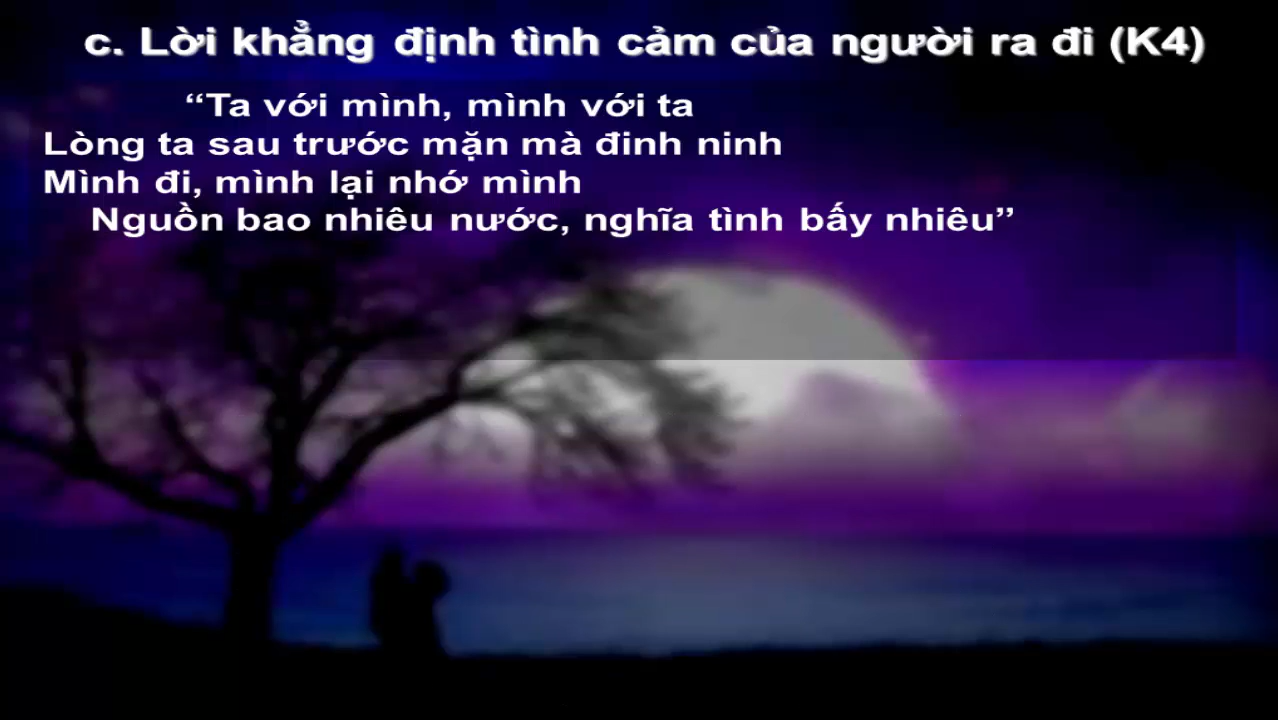 c. Lời khẳng định tình cảm của người ra đi (K4)
“Ta với mình, mình với ta
Lòng ta sau trước mặn mà đinh ninh
Mình đi, mình lại nhớ mình
Nguồn bao nhiêu nước, nghĩa tình bấy nhiêu”